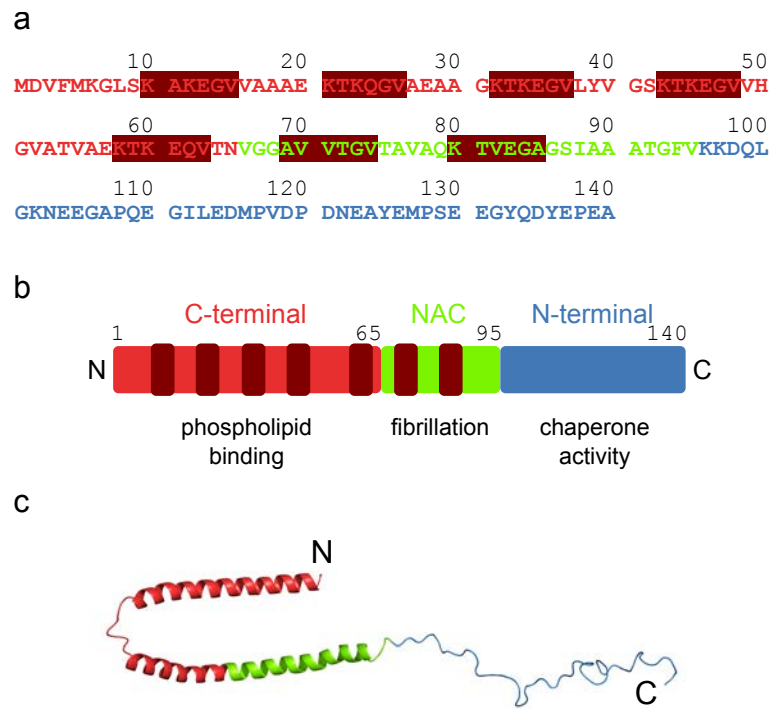 a
10 20 30 40 50
MDVFMKGLSK AKEGVVAAAE KTKQGVAEAA GKTKEGVLYV GSKTKEGVVH
60 70 80 90 100
GVATVAEKTK EQVTNVGGAV VTGVTAVAQK TVEGAGSIAA ATGFVKKDQL
110 120 130 140
GKNEEGAPQE GILEDMPVDP DNEAYEMPSE EGYQDYEPEA
b
C-terminal NAC N-terminal
1 65 95 140
N C
phospholipid fibrillation chaperone
binding activity
c
N
C